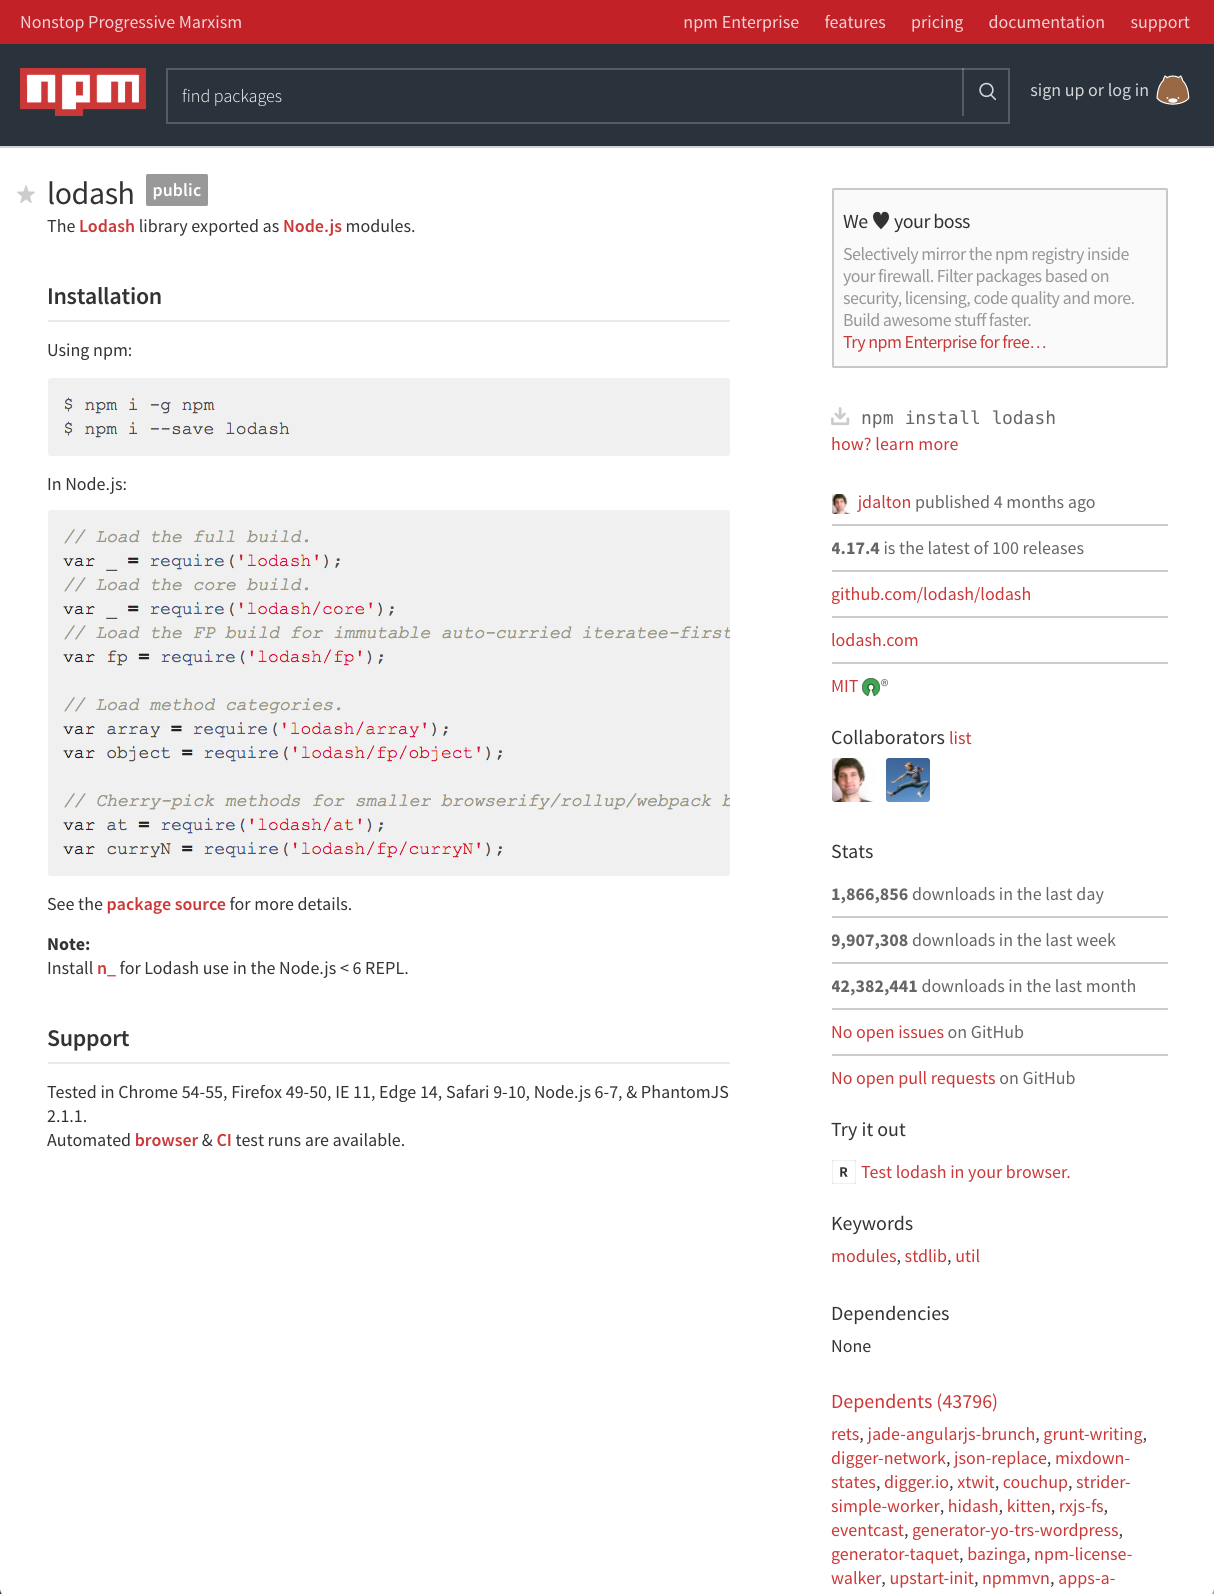 Nonstop Progressive Marxism
npm Enterprise features pricing documentation support
npm
find packages
sign up or log in
lodash public
The Lodash library exported as Node.js modules.
Installation
Using npm:
$ npm i -g npm
$ npm i --save lodash
In Node.js:
// Load the full build.
var _ = require('lodash');
// Load the core build.
var _ = require('lodash/core');
// Load the FP build for immutable auto-curried iteratee-first
var fp = require('lodash/fp');
// Load method categories.
var array = require('lodash/array');
var object = require('lodash/fp/object');
// Cherry-pick methods for smaller browserify/rollup/webpack b
var at = require('lodash/at');
var curryN = require('lodash/fp/curryN');
See the package source for more details.
Note:
Install n_ for Lodash use in the Node.js < 6 REPL.
Support
Tested in Chrome 54-55, Firefox 49-50, IE 11, Edge 14, Safari 9-10, Node.js 6-7, & PhantomJS
2.1.1.
Automated browser & CI test runs are available.
We ♥ your boss
Selectively mirror the npm registry inside
your firewall. Filter packages based on
security, licensing, code quality and more.
Build awesome stuff faster.
Try npm Enterprise for free…
npm install lodash
how? learn more
jdalton published 4 months ago
4.17.4 is the latest of 100 releases
github.com/lodash/lodash
lodash.com
MIT ®
Collaborators list
Stats
1,866,856 downloads in the last day
9,907,308 downloads in the last week
42,382,441 downloads in the last month
No open issues on GitHub
No open pull requests on GitHub
Try it out
R Test lodash in your browser.
Keywords
modules, stdlib, util
Dependencies
None
Dependents (43796)
rets, jade-angularjs-brunch, grunt-writing,
digger-network, json-replace, mixdown-
states, digger.io, xtwit, couchup, strider-
simple-worker, hidash, kitten, rxjs-fs,
eventcast, generator-yo-trs-wordpress,
generator-taquet, bazinga, npm-license-
walker, upstart-init, npmmvn, apps-a-